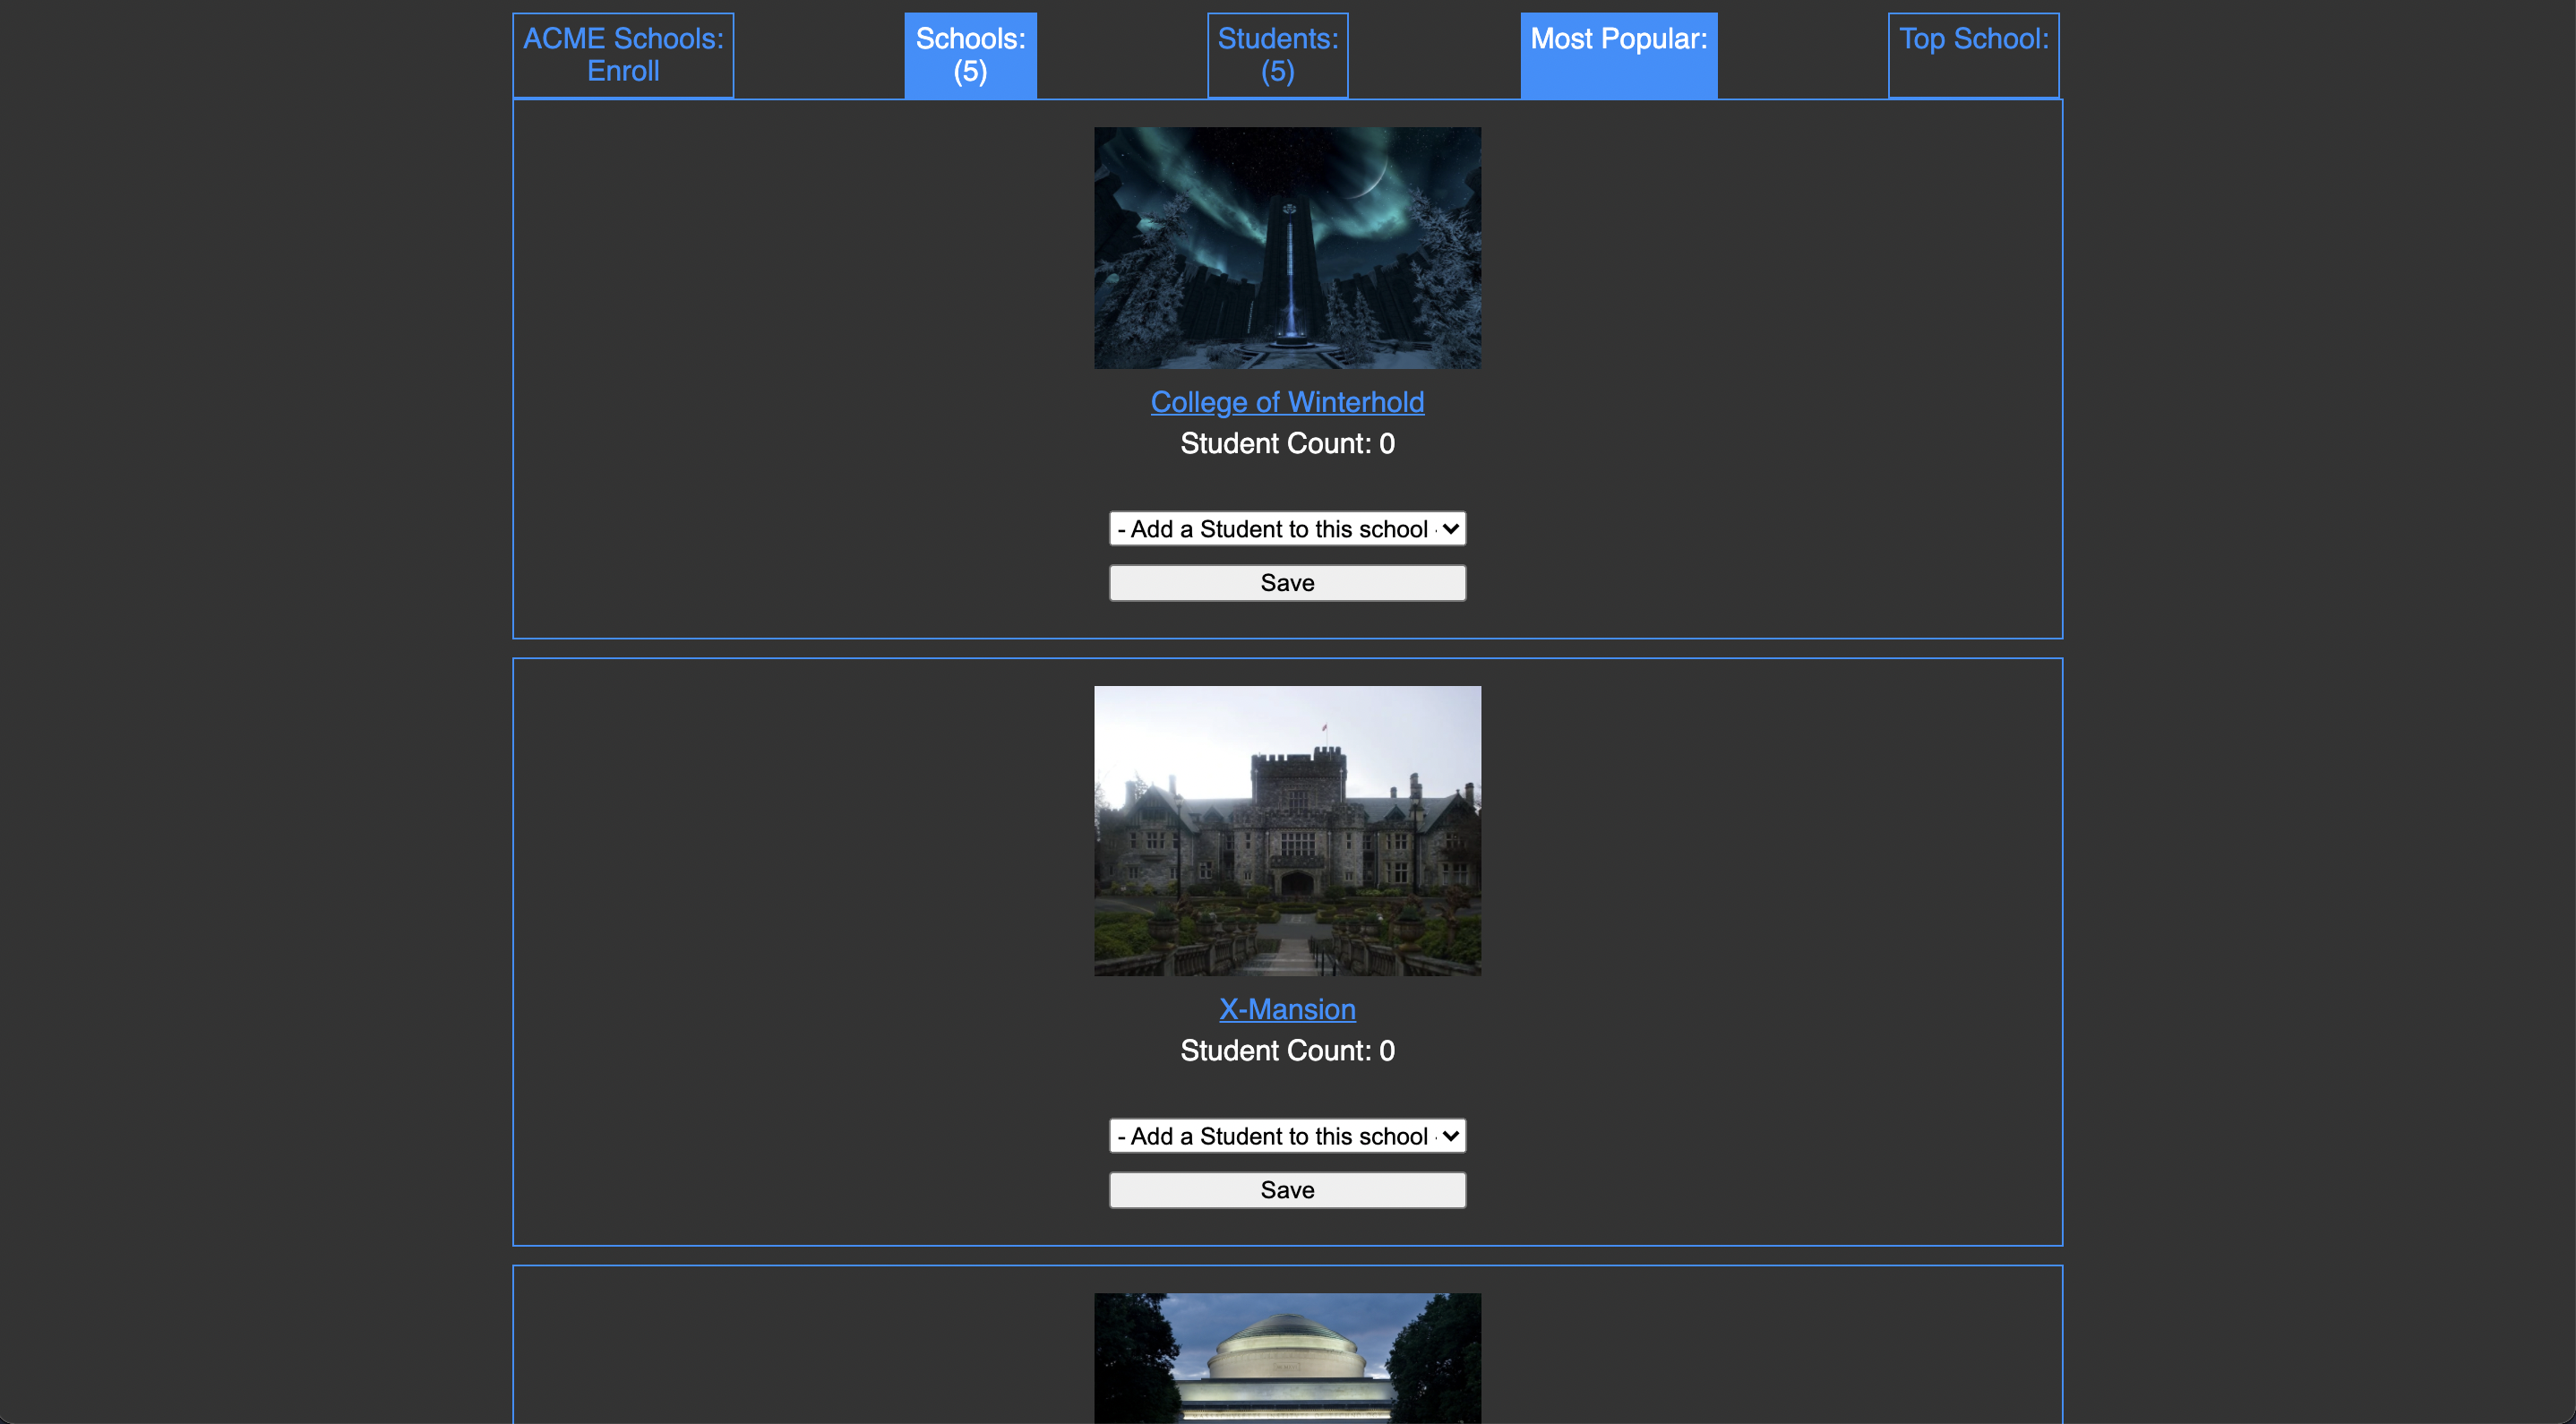 ACME Schools:
Enroll
Schools:
(5)
Students:
(5)
Most Popular:
Top School:
College of Winterhold
Student Count: 0
- Add a Student to this school -
Save
X-Mansion
Student Count: 0
- Add a Student to this school -
Save